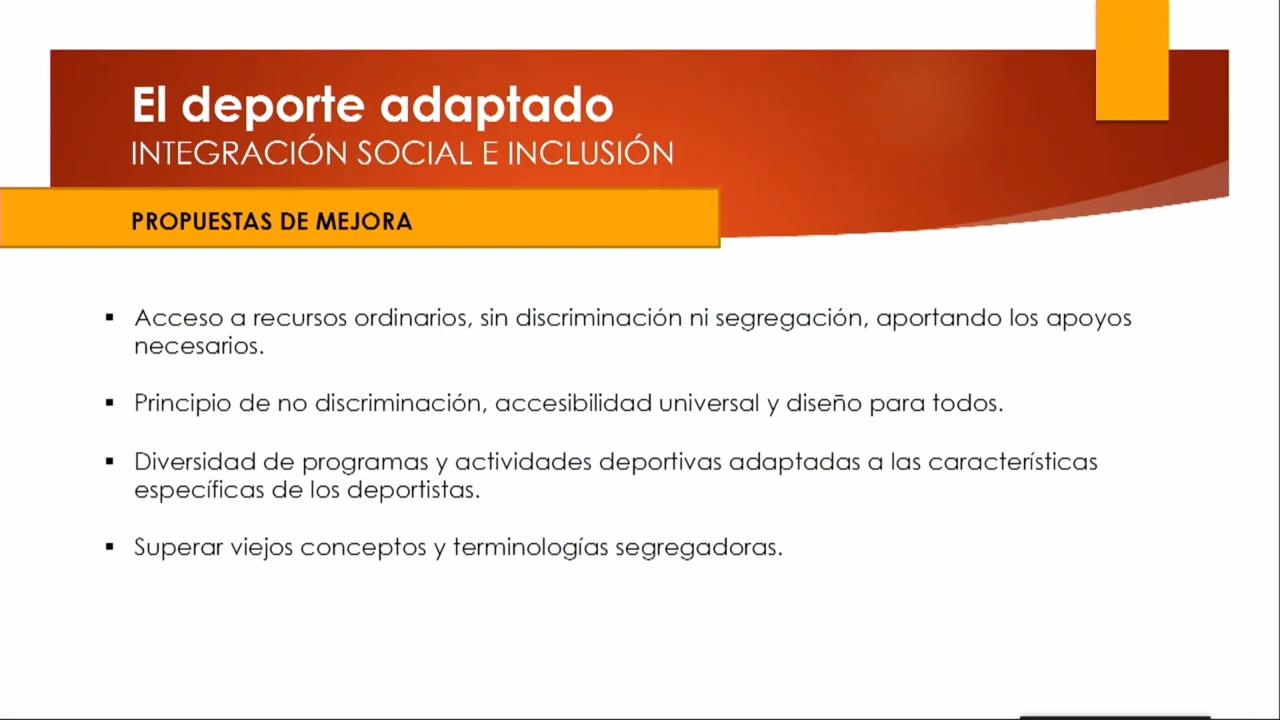 El deporte adaptado
INTEGRACIÓN SOCIAL E INCLUSIÓN
PROPUESTAS DE MEJORA
▪ Acceso a recursos ordinarios, sin discriminación ni segregación, aportando los apoyos
necesarios.
▪ Principio de no discriminación, accesibilidad universal y diseño para todos.
▪ Diversidad de programas y actividades deportivas adaptadas a las características
específicas de los deportistas.
▪ Superar viejos conceptos y terminologías segregadoras.